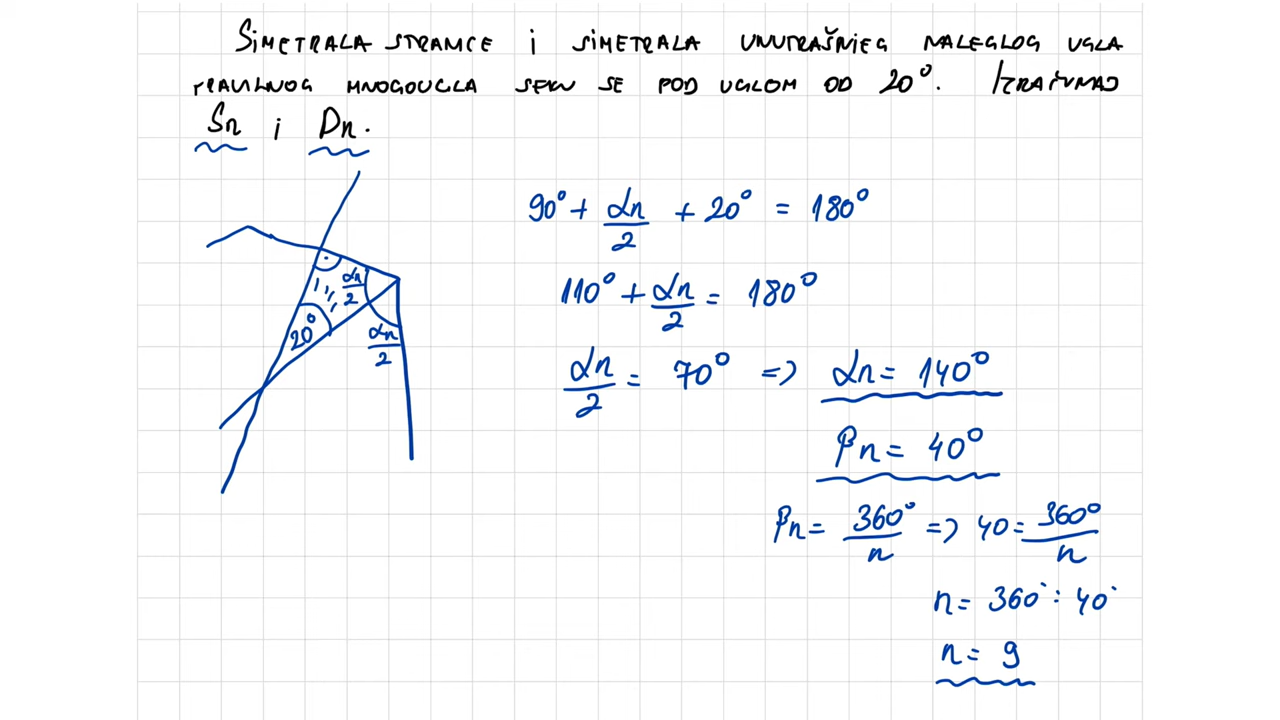 SIMETRALA STRANICE i SIMETRALA UNUTRAŠNJEG NALEGLOG UGLA
PRAVILNOG MNOGOUGLA SEKU SE POD UGLOM OD 20°. IZRAČUNAJ
Sn i Dn.
90° + αn/2 + 20° = 180°
110° + αn/2 = 180°
αn/2 = 70° => αn = 140°
βn = 40°
βn = 360°/n => 40 = 360°/n
n = 360° : 40°
n = 9
αn/2
20°
αn/2